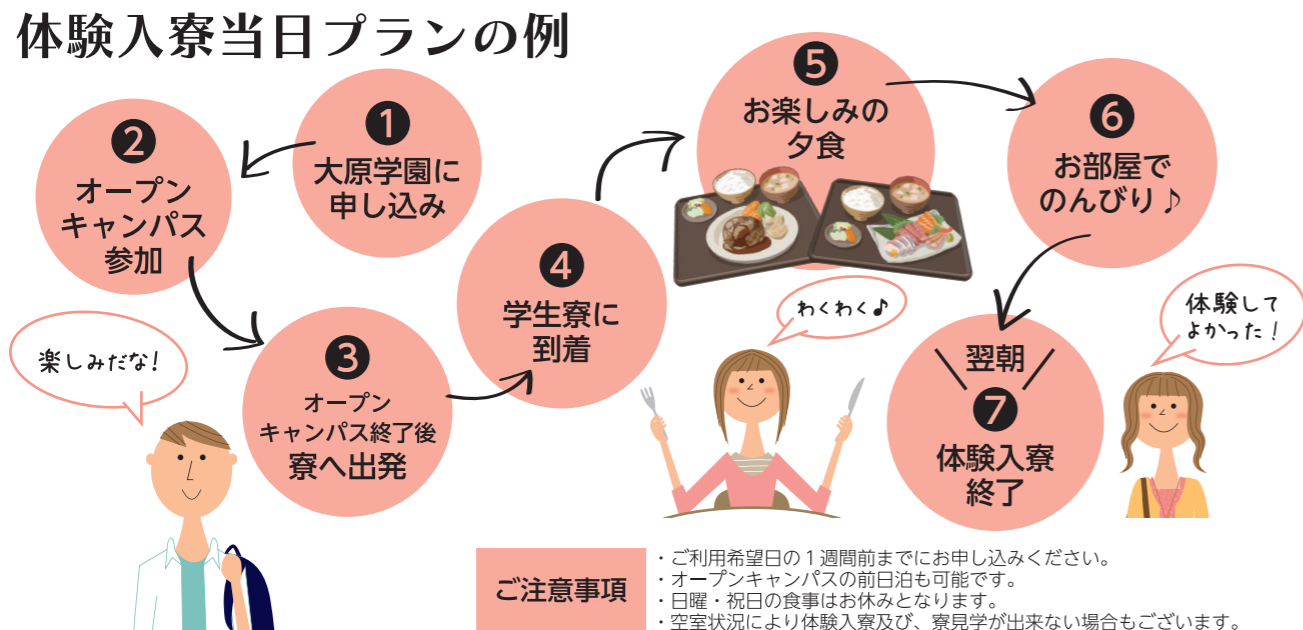 体験入寮当日プランの例
❶
大原学園に
申し込み
❷
オープン
キャンパス
参加
❸
オープン
キャンパス終了後
寮へ出発
❹
学生寮に
到着
❺
お楽しみの
夕食
❻
お部屋で
のんびり♪
翌朝
❼
体験入寮
終了
楽しみだな!
わくわく♪
体験して
よかった!
ご注意事項
・ご利用希望日の1週間前までにお申し込みください。
・オープンキャンパスの前日泊も可能です。
・日曜・祝日の食事はお休みとなります。
・空室状況により体験入寮及び、寮見学が出来ない場合もございます。